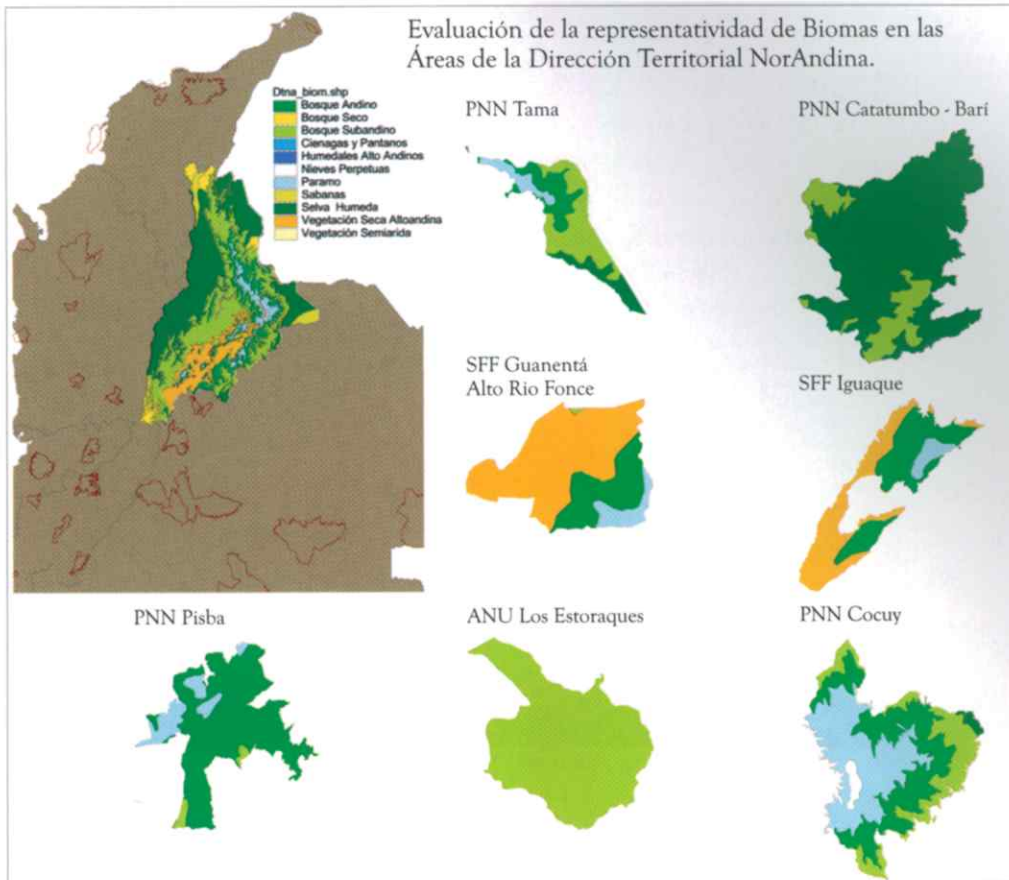 Evaluación de la representatividad de Biomas en las
Áreas de la Dirección Territorial NorAndina.
Dtna_biom.shp
Bosque Andino
Bosque Seco
Bosque Subandino
Cienagas y Pantanos
Humedales Alto Andinos
Nieves Perpetuas
Paramo
Sabanas
Selva Humeda
Vegetación Seca Altoandina
Vegetación Semiarida
PNN Tama
PNN Catatumbo - Barí
SFF Guanentá
Alto Rio Fonce
SFF Iguaque
PNN Pisba
ANU Los Estoraques
PNN Cocuy